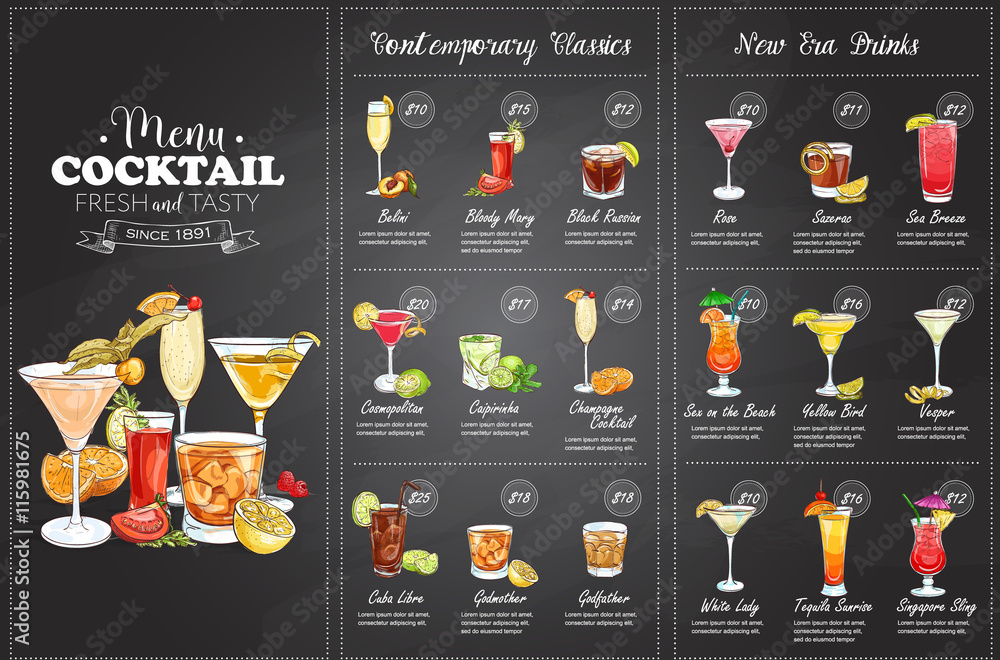 Menu
COCKTAIL
FRESH and TASTY
SINCE 1891
Contemporary Classics
$10
Belini
Lorem ipsum dolor sit amet,
consectetur adipiscing elit,
$15
Bloody Mary
Lorem ipsum dolor sit amet,
consectetur adipiscing elit,
sed do eiusmod tempor
$12
Black Russian
Lorem ipsum dolor sit amet,
consectetur adipiscing elit,
$20
Cosmopolitan
Lorem ipsum dolor sit amet,
consectetur adipiscing elit,
$17
Caipirinha
Lorem ipsum dolor sit amet,
consectetur adipiscing elit,
sed do eiusmod tempor
$14
Champagne
Cocktail
Lorem ipsum dolor sit amet,
consectetur adipiscing elit,
$25
Cuba Libre
Lorem ipsum dolor sit amet,
consectetur adipiscing elit,
$18
Godmother
Lorem ipsum dolor sit amet,
consectetur adipiscing elit,
sed do eiusmod tempor
$18
Godfather
Lorem ipsum dolor sit amet,
consectetur adipiscing elit,
New Era Drinks
$10
Rose
Lorem ipsum dolor sit amet,
consectetur adipiscing elit,
$11
Sazerac
Lorem ipsum dolor sit amet,
consectetur adipiscing elit,
sed do eiusmod tempor
$12
Sea Breeze
Lorem ipsum dolor sit amet,
consectetur adipiscing elit,
$10
Sex on the Beach
Lorem ipsum dolor sit amet,
consectetur adipiscing elit,
$16
Yellow Bird
Lorem ipsum dolor sit amet,
consectetur adipiscing elit,
sed do eiusmod tempor
$12
Vesper
Lorem ipsum dolor sit amet,
consectetur adipiscing elit,
$10
White Lady
Lorem ipsum dolor sit amet,
consectetur adipiscing elit,
$16
Tequila Sunrise
Lorem ipsum dolor sit amet,
consectetur adipiscing elit,
sed do eiusmod tempor
$12
Singapore Sling
Lorem ipsum dolor sit amet,
consectetur adipiscing elit,
Adobe Stock
#115981675